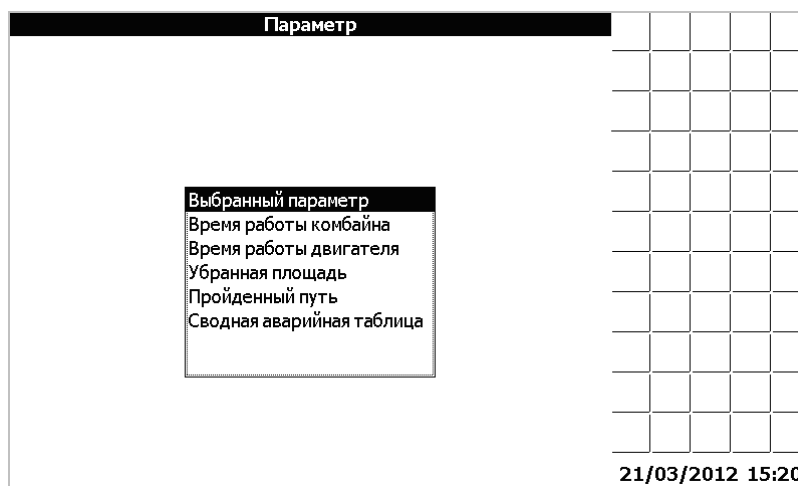 Параметр
Выбранный параметр
Время работы комбайна
Время работы двигателя
Убранная площадь
Пройденный путь
Сводная аварийная таблица
21/03/2012 15:20